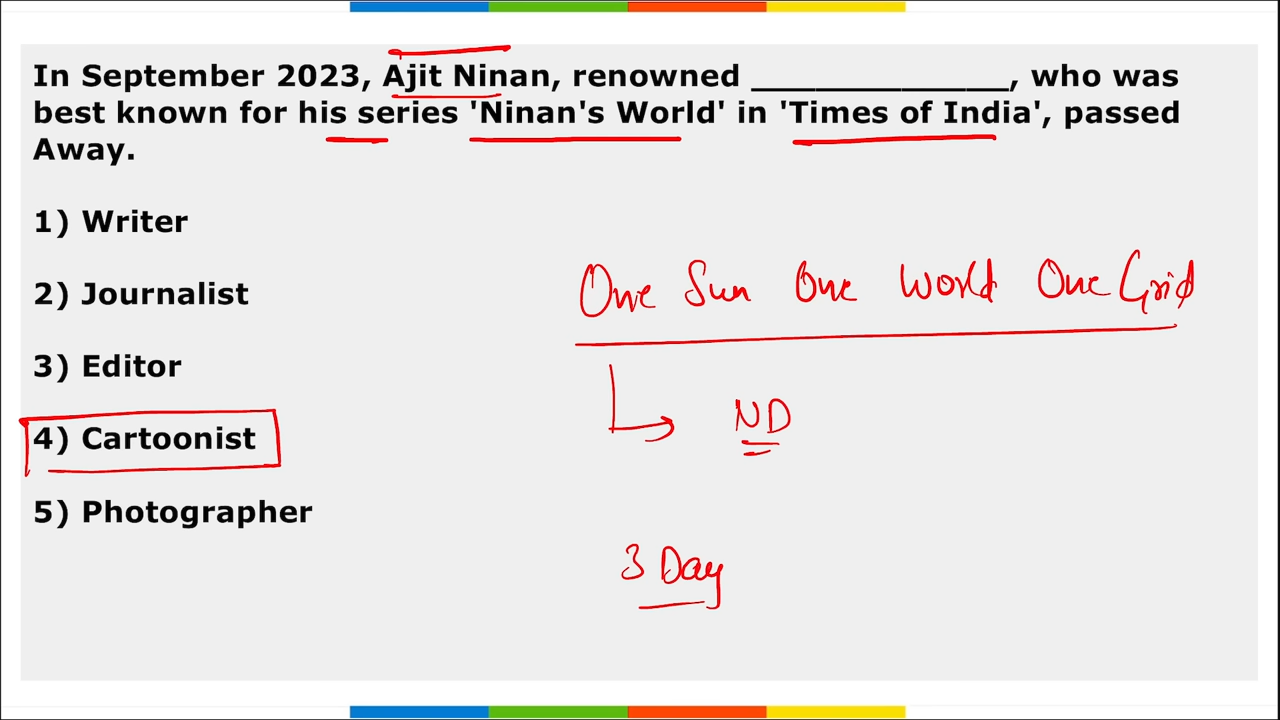 In September 2023, Ajit Ninan, renowned _____________, who was
best known for his series 'Ninan's World' in 'Times of India', passed
Away.
1) Writer
2) Journalist
3) Editor
4) Cartoonist
5) Photographer
One Sun One World One Grid
ND
3 Day